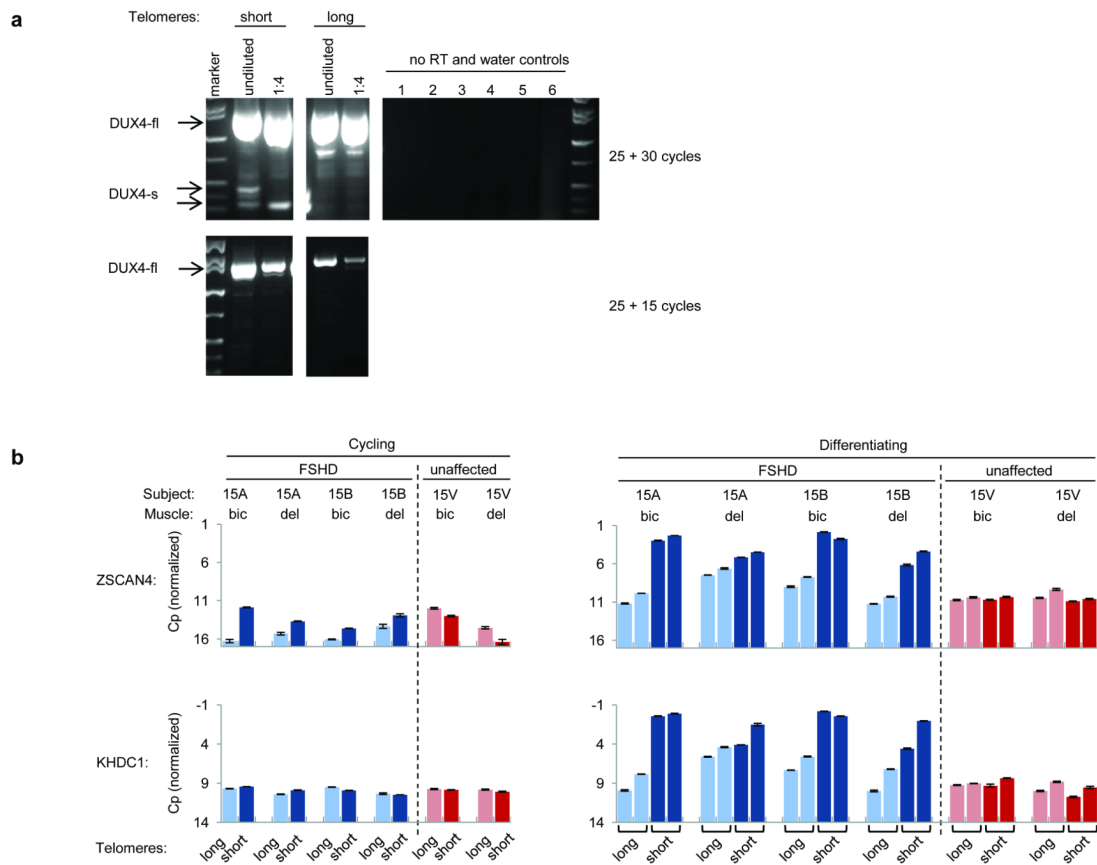 a
Telomeres: short long
marker undiluted 1:4 undiluted 1:4
no RT and water controls
1 2 3 4 5 6
DUX4-fl
25 + 30 cycles
DUX4-s
DUX4-fl
25 + 15 cycles
b
Cycling Differentiating
FSHD unaffected FSHD unaffected
Subject: 15A 15A 15B 15B 15V 15V 15A 15A 15B 15B 15V 15V
Muscle: bic del bic del bic del bic del bic del bic del
ZSCAN4:
Cp (normalized)
1
6
11
16
Cp (normalized)
1
6
11
16
KHDC1:
Cp (normalized)
-1
4
9
14
Cp (normalized)
-1
4
9
14
Telomeres: long short long short long short long short long short long short long short long short long short long short long short long short